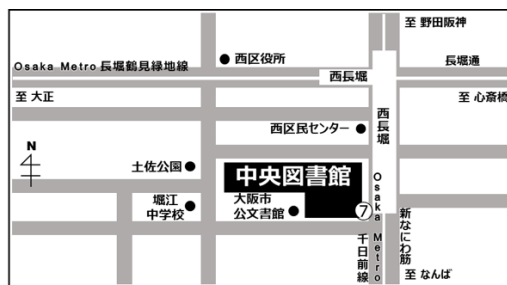 至 野田阪神
西区役所
Osaka Metro 長堀鶴見緑地線
長堀通
西長堀
至 大正
至 心斎橋
西長堀
西区民センター
N
土佐公園
中央図書館
堀江
中学校
大阪市
公文書館
⑦
Osaka Metro
千日前線
新なにわ筋
至 なんば